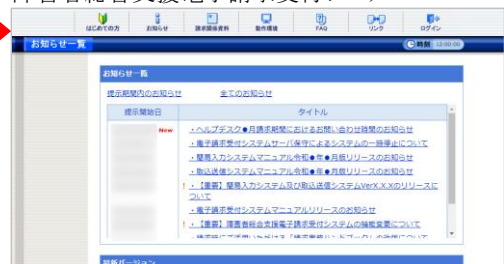 障害者総合支援電子請求受付システム
はじめての方 お知らせ 請求関係資料 動作環境 FAQ リンク ログイン
お知らせ一覧 時刻 12:00:00
お知らせ一覧
掲示期間内のお知らせ 全てのお知らせ
掲示開始日 タイトル
New ・ヘルプデスク●月請求期間におけるお問い合わせ時間のお知らせ
・電子請求受付システムサーバ保守によるシステムの一時停止について
・簡易入力システムマニュアル令和●年●月版リリースのお知らせ
・取込送信システムマニュアル令和●年●月版リリースのお知らせ
! ・【重要】簡易入力システム及び取込送信システムVerX.X.Xのリリースに
ついて
・電子請求受付システムマニュアルリリースのお知らせ
! ・【重要】障害者総合支援電子請求受付システムの機能変更について
最新バージョン